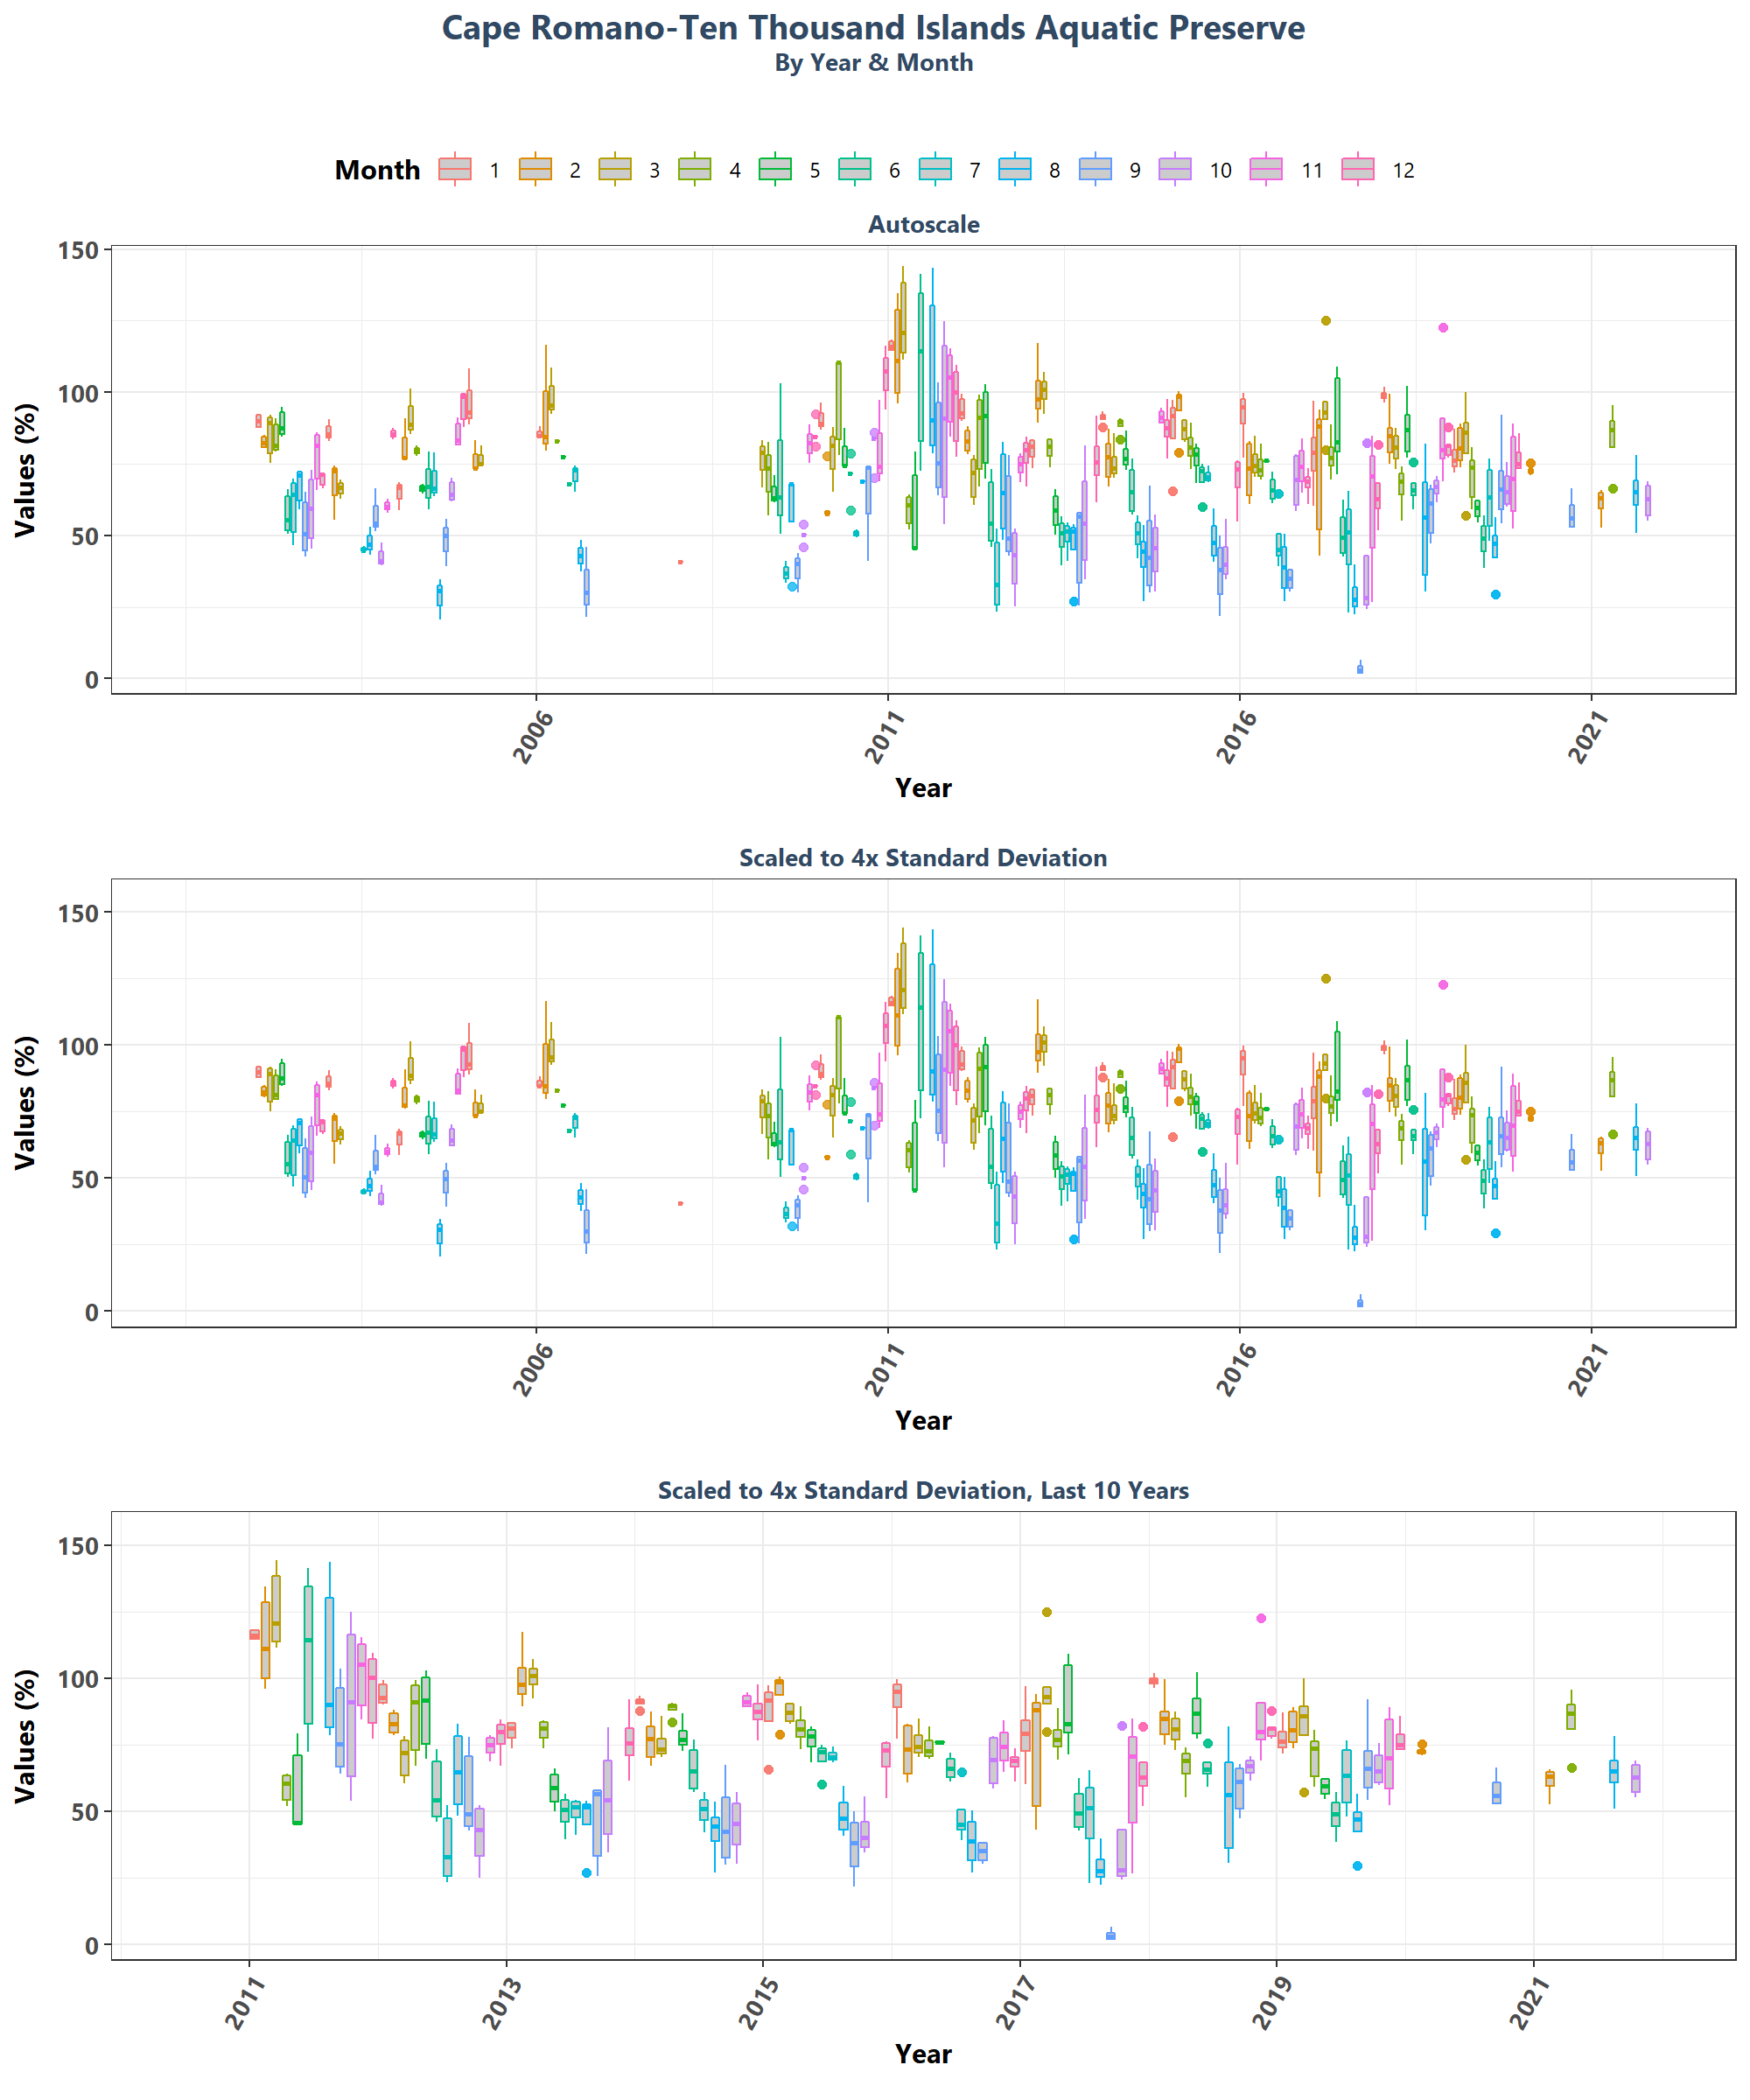 Cape Romano-Ten Thousand Islands Aquatic Preserve
By Year & Month
Month 1 2 3 4 5 6 7 8 9 10 11 12
Autoscale
150
100
50
0
Values (%)
2006 2011 2016 2021
Year
Scaled to 4x Standard Deviation
150
100
50
0
Values (%)
2006 2011 2016 2021
Year
Scaled to 4x Standard Deviation, Last 10 Years
150
100
50
0
Values (%)
2011 2013 2015 2017 2019 2021
Year